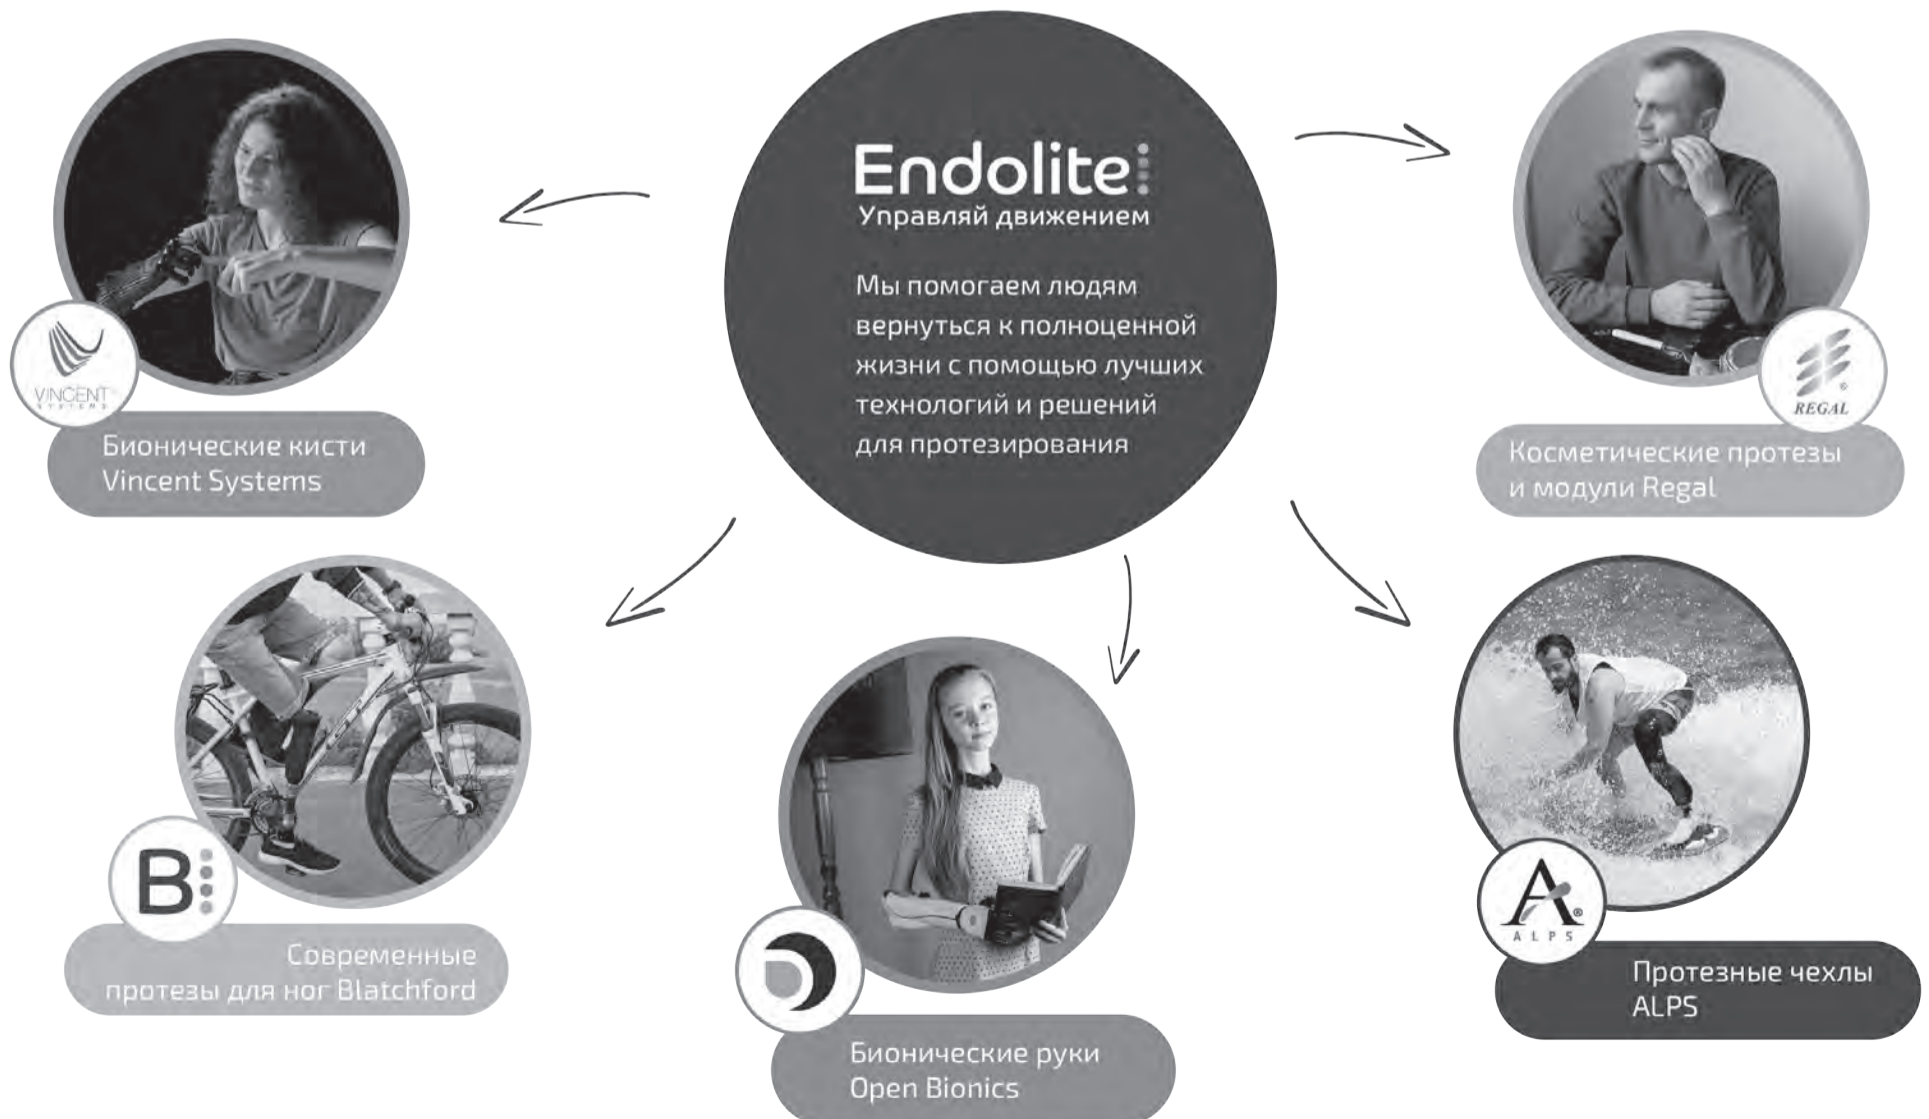 Endolite
Управляй движением
Мы помогаем людям
вернуться к полноценной
жизни с помощью лучших
технологий и решений
для протезирования
VINCENT
SYSTEMS
Бионические кисти
Vincent Systems
REGAL
Косметические протезы
и модули Regal
B
Современные
протезы для ног Blatchford
Бионические руки
Open Bionics
A®
ALPS
Протезные чехлы
ALPS